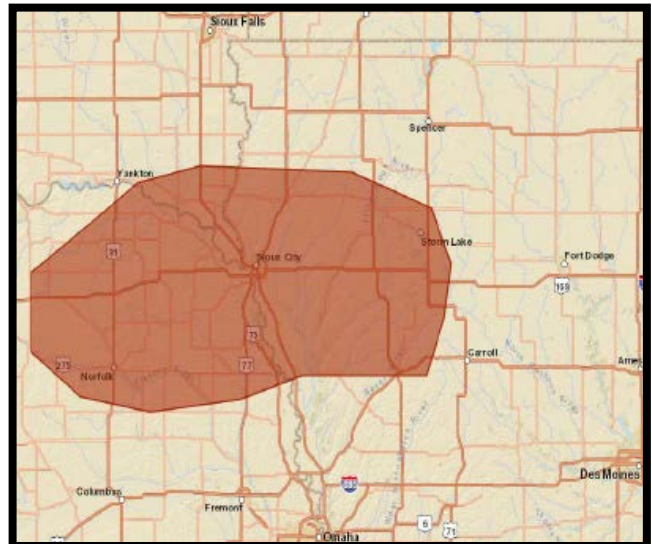 Sioux Falls
Spencer
Yankton
Storm Lake
81
Sioux City
Fort Dodge
169
75
275
77
Carroll
Norfolk
Ames
Des Moines
Columbus
Fremont
6
71
Omaha